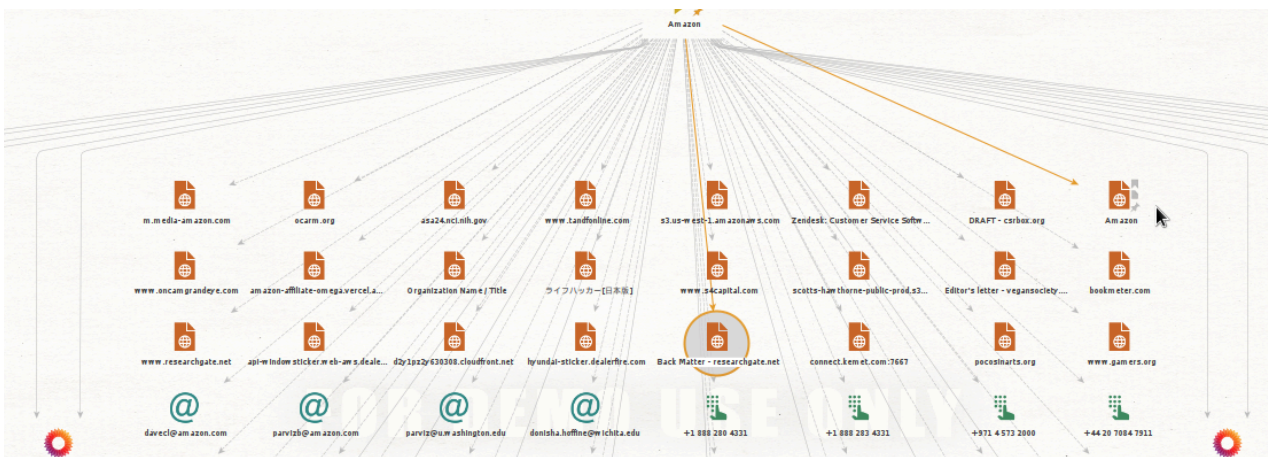 Amazon
m.media-amazon.com
ocarm.org
asa24.nci.nih.gov
www.tandfonline.com
s3.us-west-1.amazonaws.com
Zendesk: Customer Service Softw...
DRAFT - csrbox.org
Amazon
www.oncamgrandeye.com
amazon-affiliate-omega.vercel.a...
Organization Name / Title
ライフハッカー[日本版]
www.s4capital.com
scotts-hawthorne-public-prod.s3...
Editor's letter - vegansociety....
bookmeter.com
www.researchgate.net
api-windowsticker.web-aws.deale...
d2y1pz2y630308.cloudfront.net
hyundai-sticker.dealerfire.com
Back Matter - researchgate.net
connect.kemet.com:7667
pocosinarts.org
www.gamers.org
davecl@amazon.com
parvizb@amazon.com
parviz@u.washington.edu
donisha.hoffine@wichita.edu
+1 888 280 4331
+1 888 283 4331
+971 4 573 2000
+44 20 7084 7911
USE ONLY